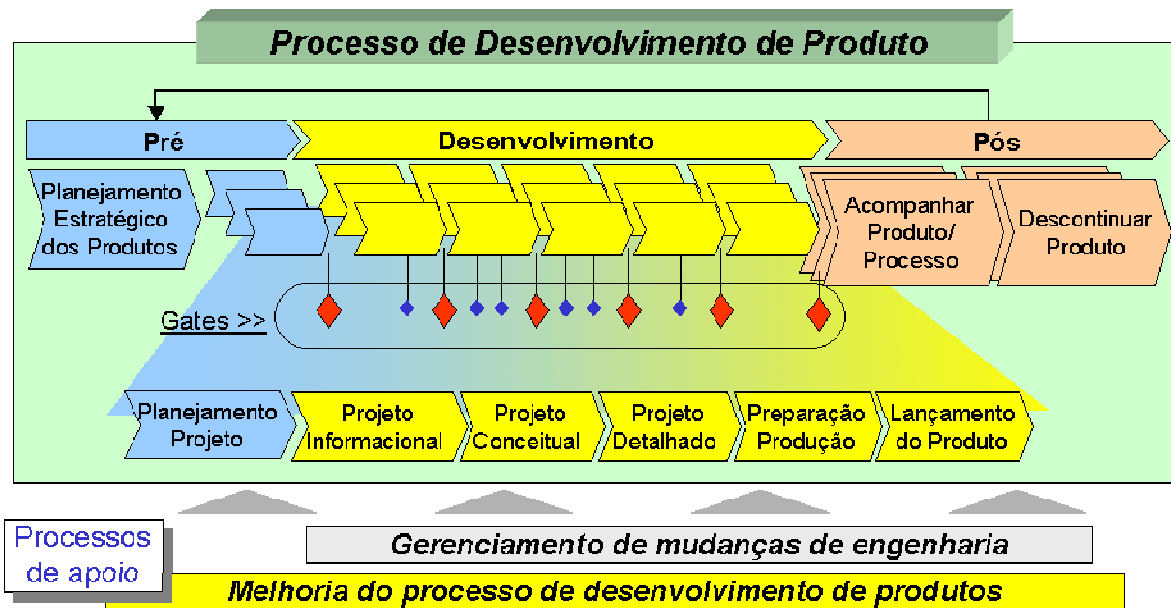 Processo de Desenvolvimento de Produto
Pré
Desenvolvimento
Pós
Planejamento
Estratégico
dos Produtos
Acompanhar
Produto/
Processo
Descontinuar
Produto
Gates >>
Planejamento
Projeto
Projeto
Informacional
Projeto
Conceitual
Projeto
Detalhado
Preparação
Produção
Lançamento
do Produto
Processos
de apoio
Gerenciamento de mudanças de engenharia
Melhoria do processo de desenvolvimento de produtos